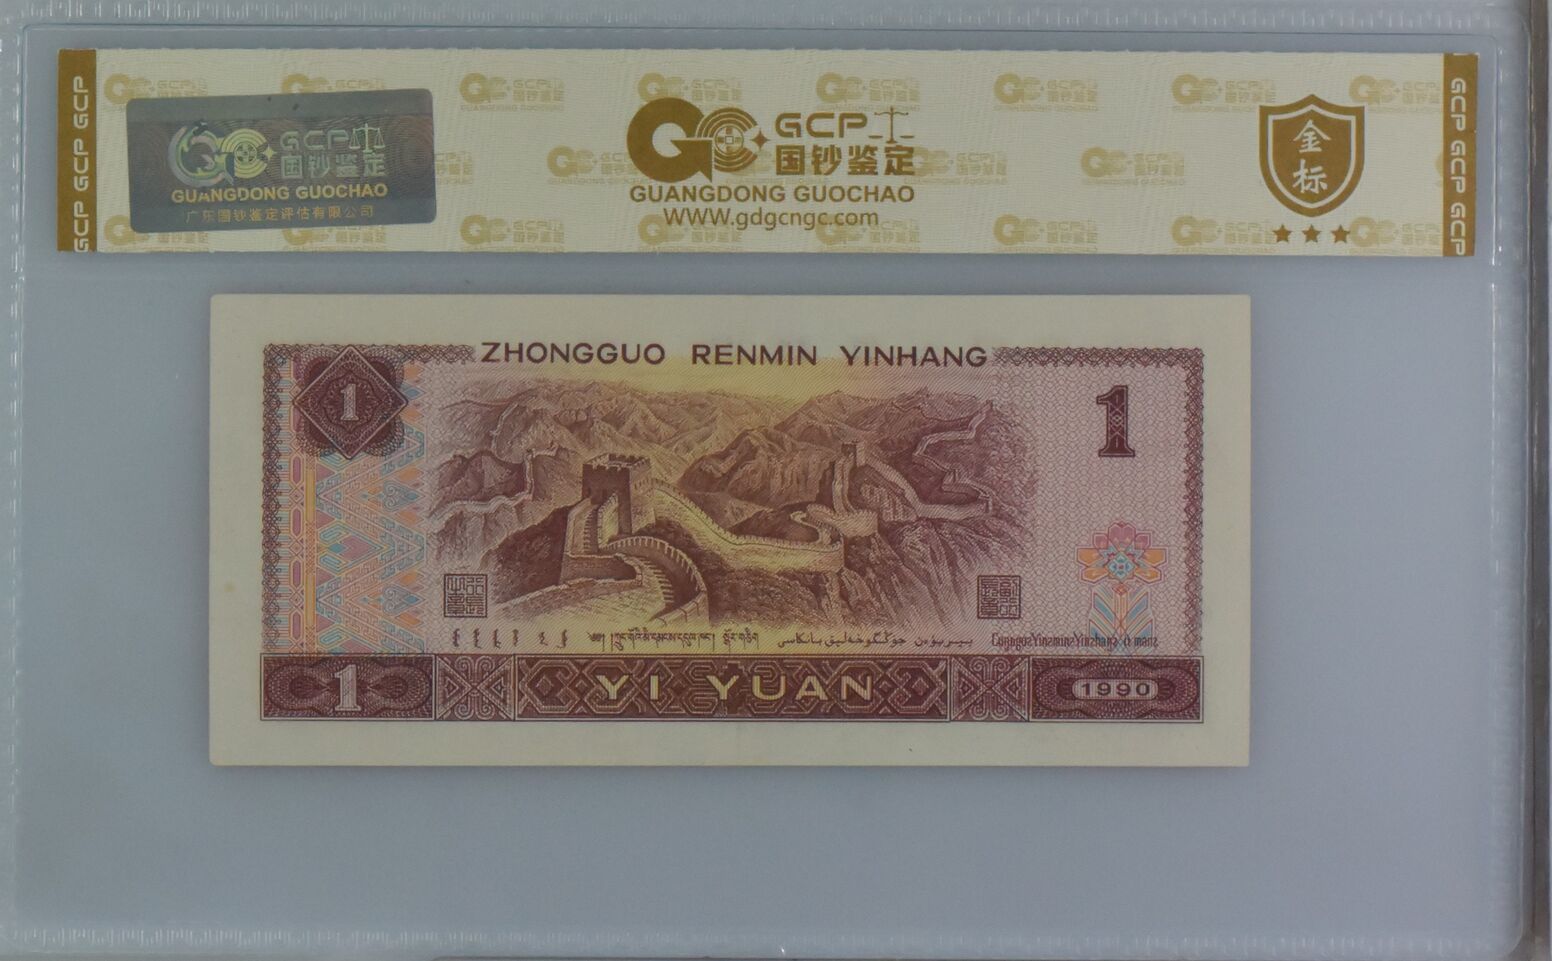 GCP GCP GCP
GCP
国钞鉴定
GUANGDONG GUOCHAO
广东国钞鉴定评估有限公司
GCP
国钞鉴定
GUANGDONG GUOCHAO
WWW.gdgcngc.com
金标
GCP GCP GCP
ZHONGGUO RENMIN YINHANG
1
1
1 YI YUAN 1990